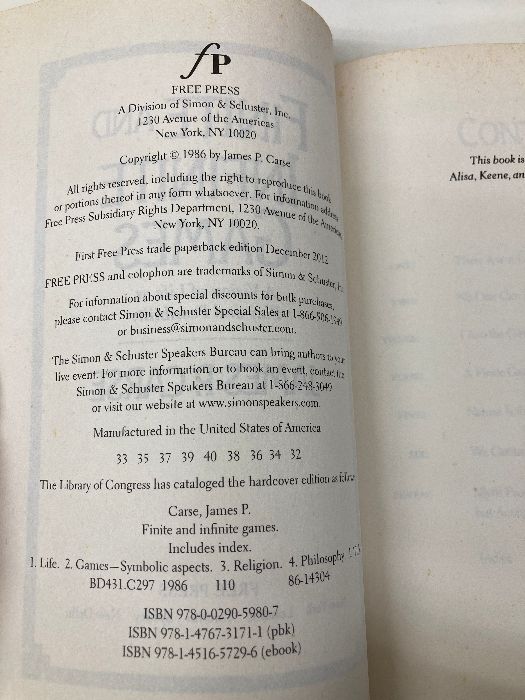 fP
FREE PRESS
A Division of Simon & Schuster, Inc.
1230 Avenue of the Americas
New York, NY 10020
Copyright © 1986 by James P. Carse
All rights reserved, including the right to reproduce this book
or portions thereof in any form whatsoever. For information address
Free Press Subsidiary Rights Department, 1230 Avenue of the Americas,
New York, NY 10020.
First Free Press trade paperback edition December 2012
FREE PRESS and colophon are trademarks of Simon & Schuster,
For information about special discounts for bulk purchases,
please contact Simon & Schuster Special Sales at 1-866-506-1949
or business@simonandschuster.com.
The Simon & Schuster Speakers Bureau can bring authors to your
live event. For more information or to book an event, contact the
Simon & Schuster Speakers Bureau at 1-866-248-3049
or visit our website at www.simonspeakers.com.
Manufactured in the United States of America
33 35 37 39 40 38 36 34 32
The Library of Congress has cataloged the hardcover edition as follows
Carse, James P.
Finite and infinite games.
Includes index.
1. Life. 2. Games—Symbolic aspects. 3. Religion. 4. Philosophy
BD431.C297 1986 110 86-14304
ISBN 978-0-0290-5980-7
ISBN 978-1-4767-3171-1 (pbk)
ISBN 978-1-4516-5729-6 (ebook)
This book is
Alisa, Keene, an